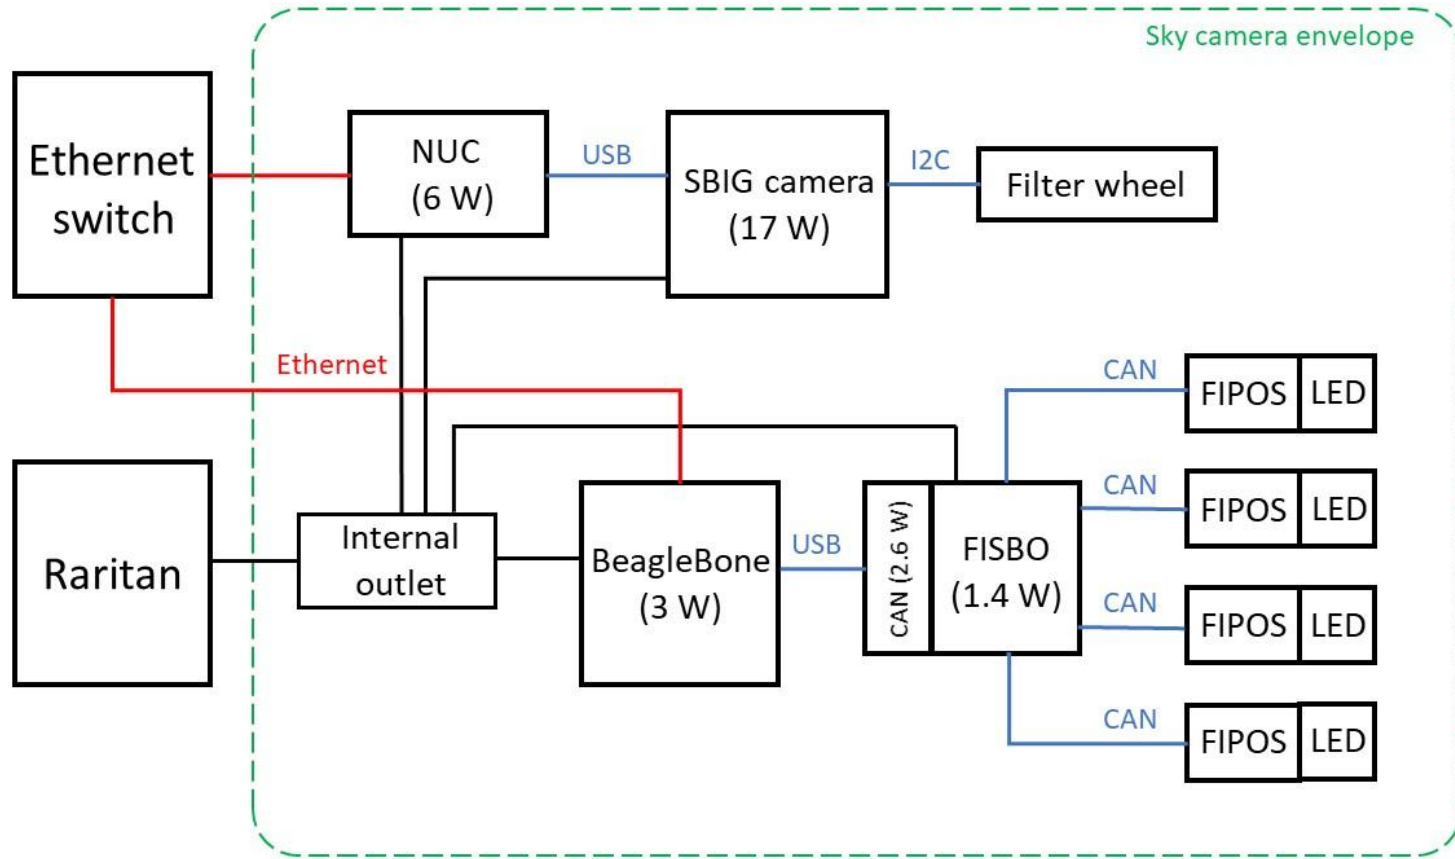 Sky camera envelope
Ethernet
switch
NUC
(6 W)
USB
SBIG camera
(17 W)
I2C
Filter wheel
Ethernet
Raritan
Internal
outlet
BeagleBone
(3 W)
USB
CAN (2.6 W)
FISBO
(1.4 W)
CAN
FIPOS LED
CAN
FIPOS LED
CAN
FIPOS LED
CAN
FIPOS LED